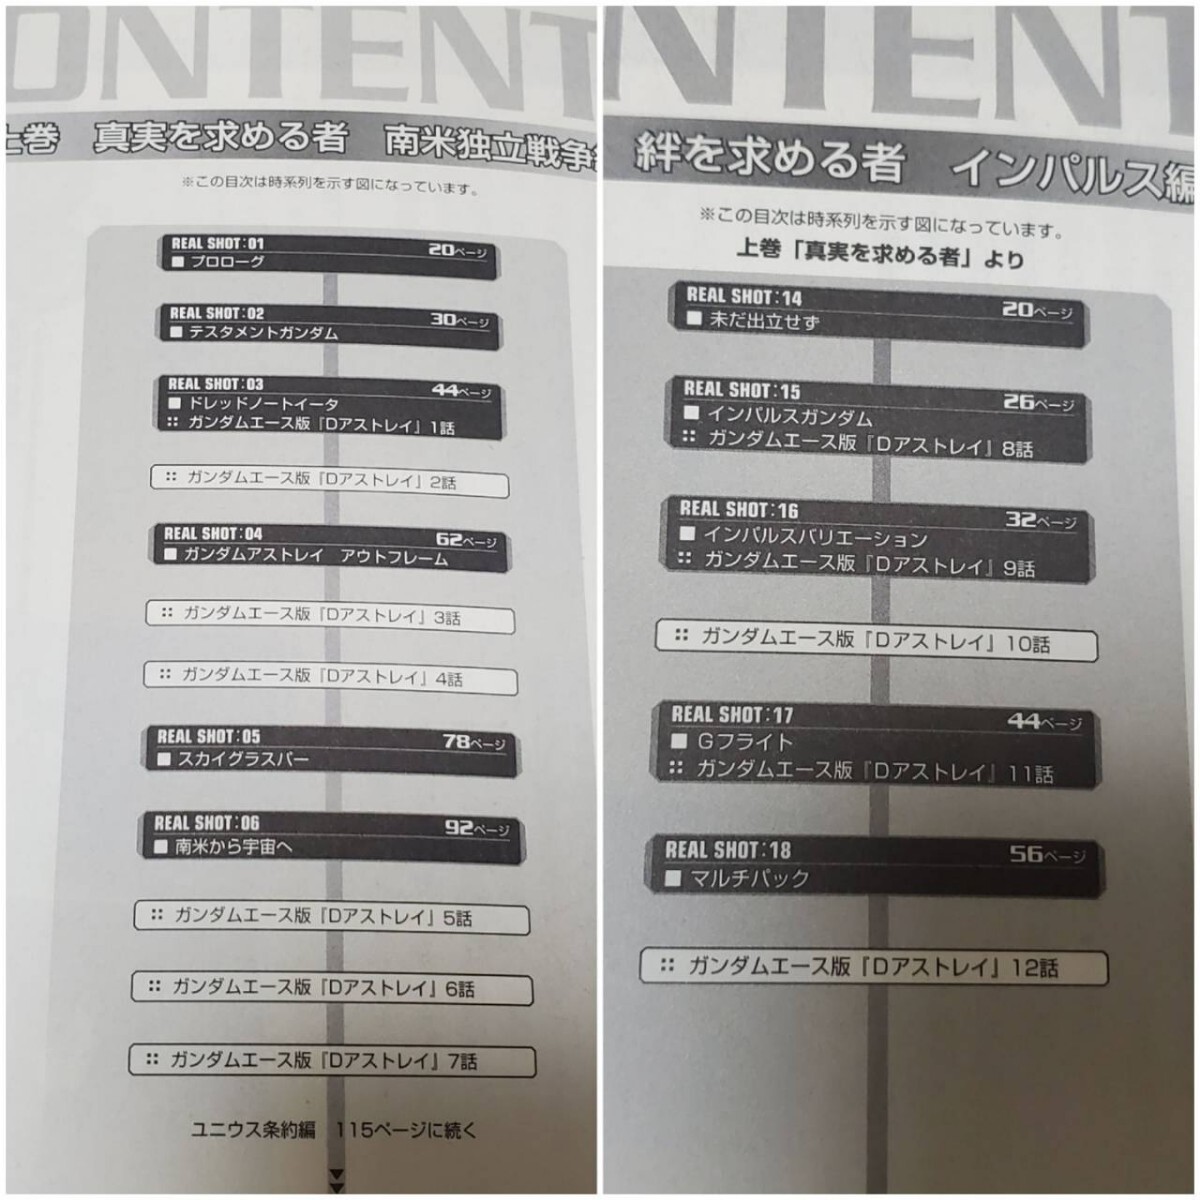 ONTENT
上巻　真実を求める者　南米独立戦争
※この目次は時系列を示す図になっています。
REAL SHOT:01 20ページ
■ プロローグ
REAL SHOT:02 30ページ
■ テスタメントガンダム
REAL SHOT:03 44ページ
■ ドレッドノートイータ
:: ガンダムエース版『Dアストレイ』1話
:: ガンダムエース版『Dアストレイ』2話
REAL SHOT:04 62ページ
■ ガンダムアストレイ　アウトフレーム
:: ガンダムエース版『Dアストレイ』3話
:: ガンダムエース版『Dアストレイ』4話
REAL SHOT:05 78ページ
■ スカイグラスパー
REAL SHOT:06 92ページ
■ 南米から宇宙へ
:: ガンダムエース版『Dアストレイ』5話
:: ガンダムエース版『Dアストレイ』6話
:: ガンダムエース版『Dアストレイ』7話
ユニウス条約編　115ページに続く
NTENT
絆を求める者　インパルス編
※この目次は時系列を示す図になっています。
上巻「真実を求める者」より
REAL SHOT:14 20ページ
■ 未だ出立せず
REAL SHOT:15 26ページ
■ インパルスガンダム
:: ガンダムエース版『Dアストレイ』8話
REAL SHOT:16 32ページ
■ インパルスバリエーション
:: ガンダムエース版『Dアストレイ』9話
:: ガンダムエース版『Dアストレイ』10話
REAL SHOT:17 44ページ
■ Gフライト
:: ガンダムエース版『Dアストレイ』11話
REAL SHOT:18 56ページ
■ マルチパック
:: ガンダムエース版『Dアストレイ』12話